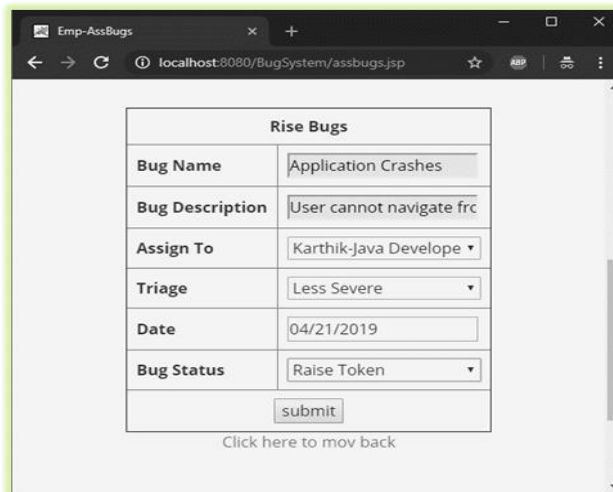 Emp-AssBugs
localhost:8080/BugSystem/assbugs.jsp
ABP
Rise Bugs
Bug Name Application Crashes
Bug Description User cannot navigate frc
Assign To Karthik-Java Develope
Triage Less Severe
Date 04/21/2019
Bug Status Raise Token
submit
Click here to mov back